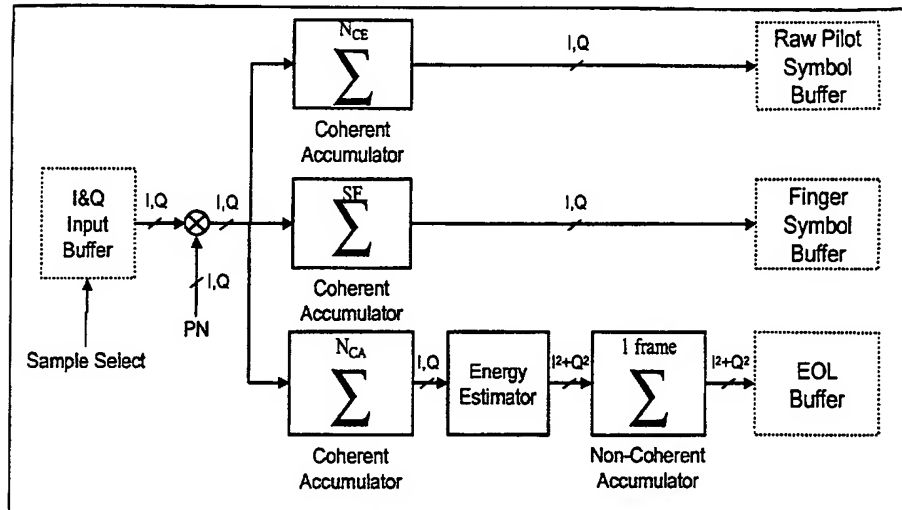 N_CE
Σ
Coherent
Accumulator
I,Q
Raw Pilot
Symbol
Buffer
I&Q
Input
Buffer
I,Q
I,Q
I,Q
PN
Sample Select
SF
Σ
Coherent
Accumulator
I,Q
Finger
Symbol
Buffer
N_CA
Σ
Coherent
Accumulator
I,Q
Energy
Estimator
I²+Q²
1 frame
Σ
Non-Coherent
Accumulator
I²+Q²
EOL
Buffer